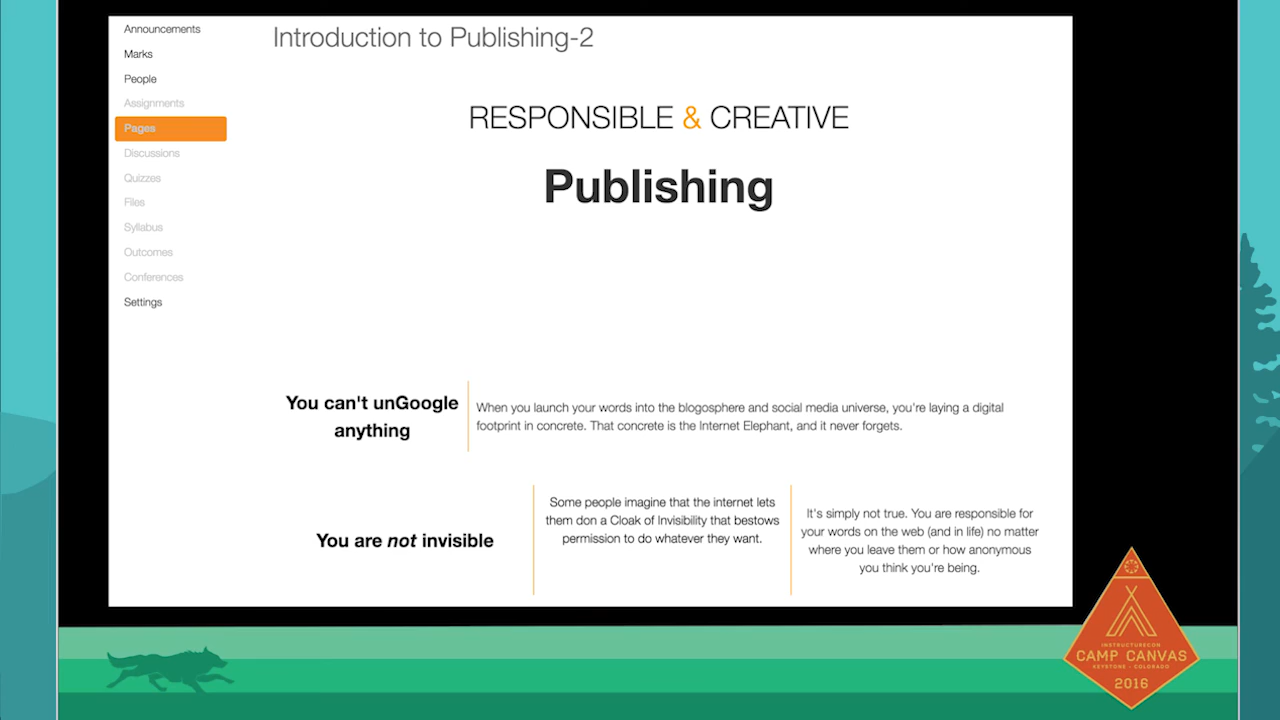 Announcements
Marks
People
Assignments
Pages
Discussions
Quizzes
Files
Syllabus
Outcomes
Conferences
Settings
Introduction to Publishing-2
RESPONSIBLE & CREATIVE
Publishing
You can't unGoogle
anything
When you launch your words into the blogosphere and social media universe, you're laying a digital
footprint in concrete. That concrete is the Internet Elephant, and it never forgets.
You are not invisible
Some people imagine that the internet lets
them don a Cloak of Invisibility that bestows
permission to do whatever they want.
It's simply not true. You are responsible for
your words on the web (and in life) no matter
where you leave them or how anonymous
you think you're being.
INSTRUCTURECON
CAMP CANVAS
KEYSTONE - COLORADO
2016